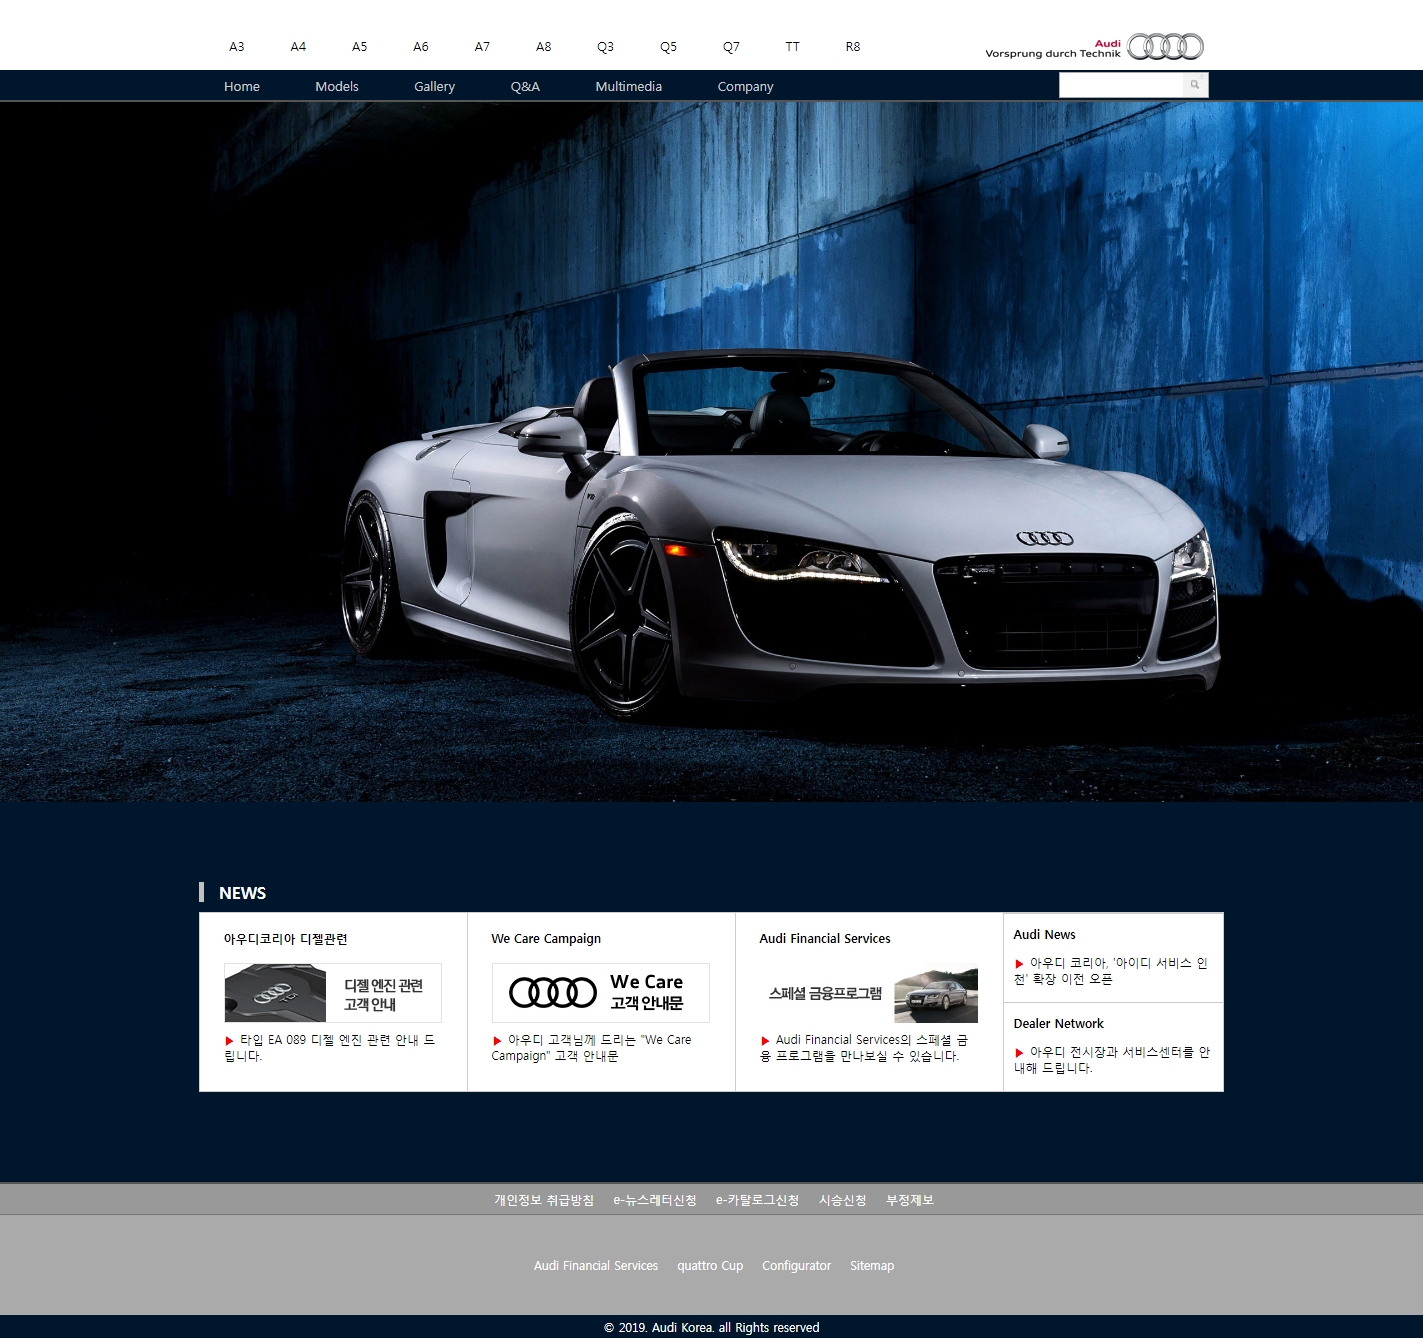 A3 A4 A5 A6 A7 A8 Q3 Q5 Q7 TT R8
Audi
Vorsprung durch Technik
Home Models Gallery Q&A Multimedia Company
NEWS
아우디코리아 디젤관련
TDI
디젤 엔진 관련
고객 안내
▶ 타입 EA 089 디젤 엔진 관련 안내 드
립니다.
We Care Campaign
We Care
고객 안내문
▶ 아우디 고객님께 드리는 "We Care
Campaign" 고객 안내문
Audi Financial Services
스페셜 금융프로그램
▶ Audi Financial Services의 스페셜 금
융 프로그램을 만나보실 수 있습니다.
Audi News
▶ 아우디 코리아, '아이디 서비스 인
천' 확장 이전 오픈
Dealer Network
▶ 아우디 전시장과 서비스센터를 안
내해 드립니다.
개인정보 취급방침 e-뉴스레터신청 e-카탈로그신청 시승신청 부정제보
Audi Financial Services quattro Cup Configurator Sitemap
© 2019. Audi Korea. all Rights reserved